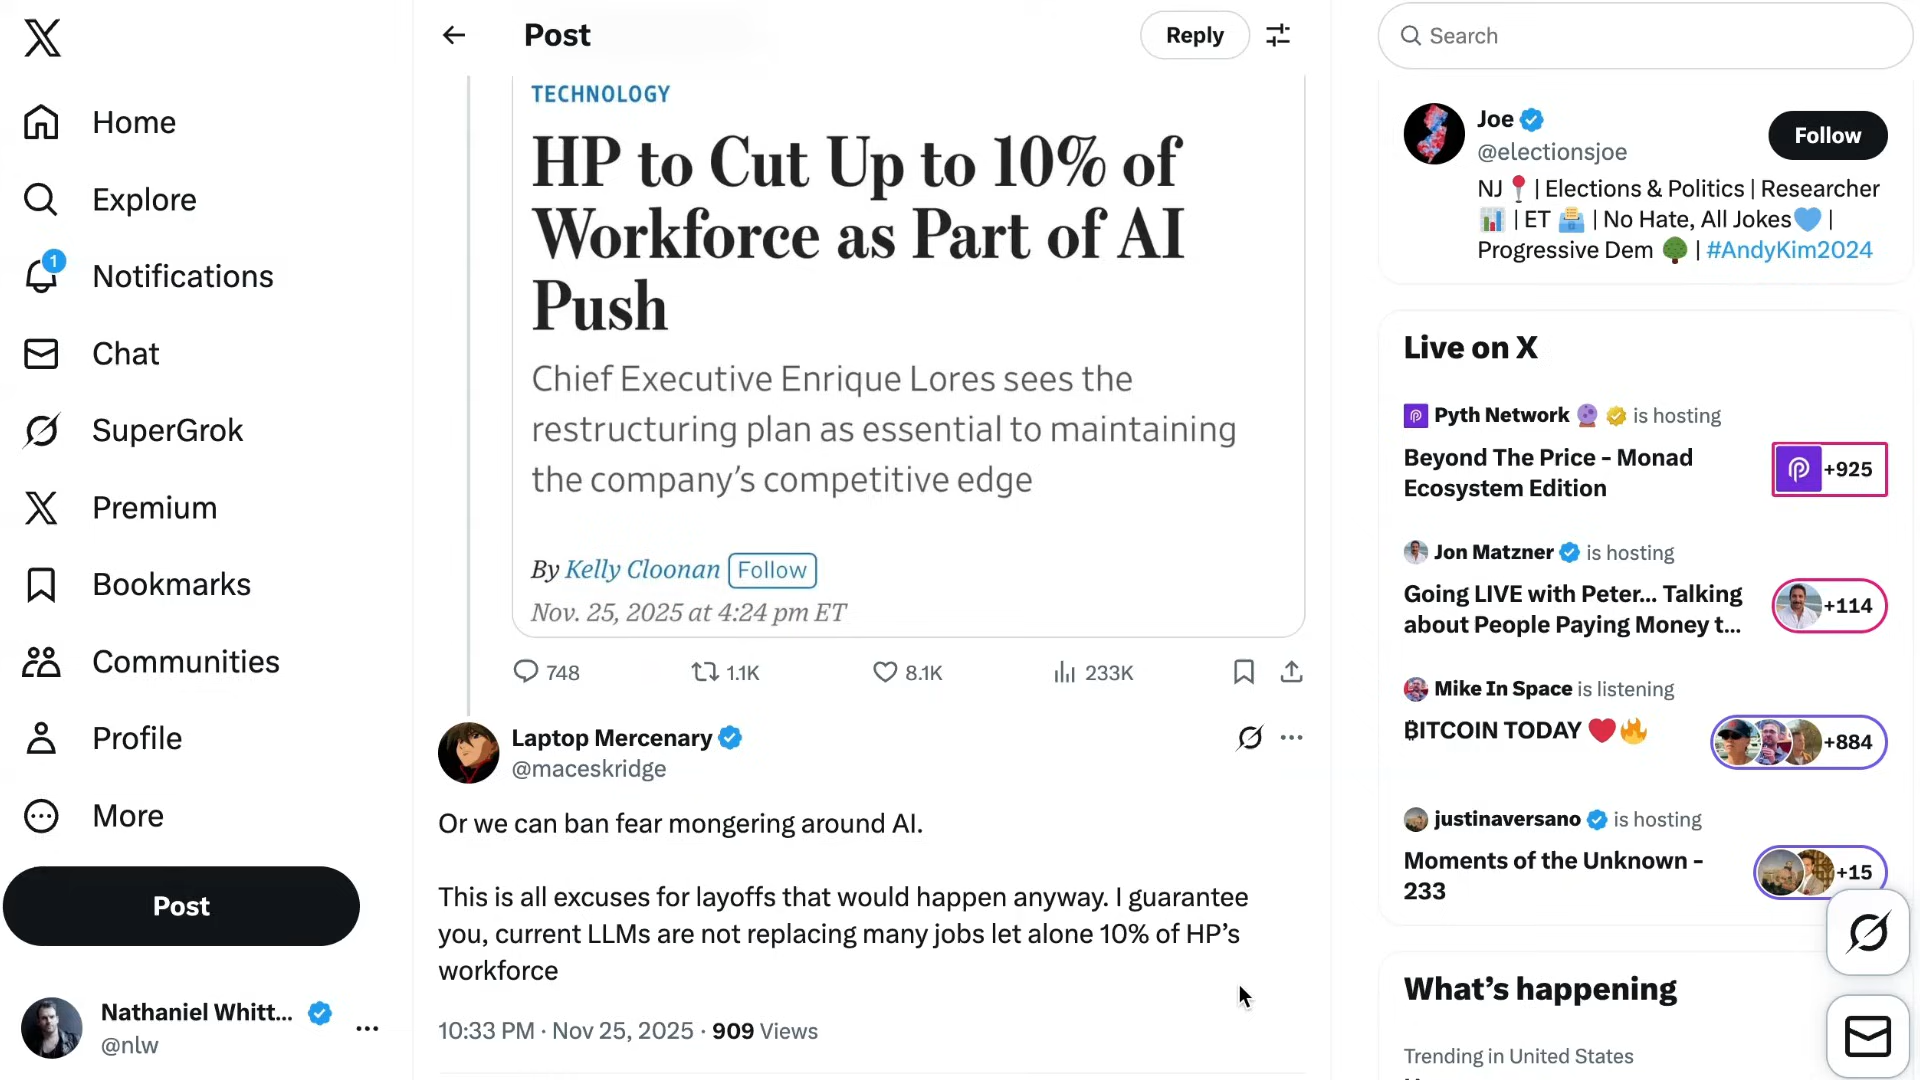 Home
Explore
1
Notifications
Chat
SuperGrok
Premium
Bookmarks
Communities
Profile
More
Post
Nathaniel Whitt...
@nlw
Post
Reply
TECHNOLOGY
HP to Cut Up to 10% of
Workforce as Part of AI
Push
Chief Executive Enrique Lores sees the
restructuring plan as essential to maintaining
the company's competitive edge
By Kelly Cloonan Follow
Nov. 25, 2025 at 4:24 pm ET
748 1.1K 8.1K 233K
Laptop Mercenary
@maceskridge
Or we can ban fear mongering around AI.
This is all excuses for layoffs that would happen anyway. I guarantee
you, current LLMs are not replacing many jobs let alone 10% of HP's
workforce
10:33 PM · Nov 25, 2025 · 909 Views
Search
Joe
@electionsjoe
Follow
NJ 📍 | Elections & Politics | Researcher
📊 | ET 🗳️ | No Hate, All Jokes💙 |
Progressive Dem 🌳 | #AndyKim2024
Live on X
Pyth Network 🔮 is hosting
Beyond The Price - Monad
Ecosystem Edition
+925
Jon Matzner is hosting
Going LIVE with Peter... Talking
about People Paying Money t...
+114
Mike In Space is listening
₿ITCOIN TODAY ❤️🔥
+884
justinaversano is hosting
Moments of the Unknown -
233
+15
What's happening
Trending in United States